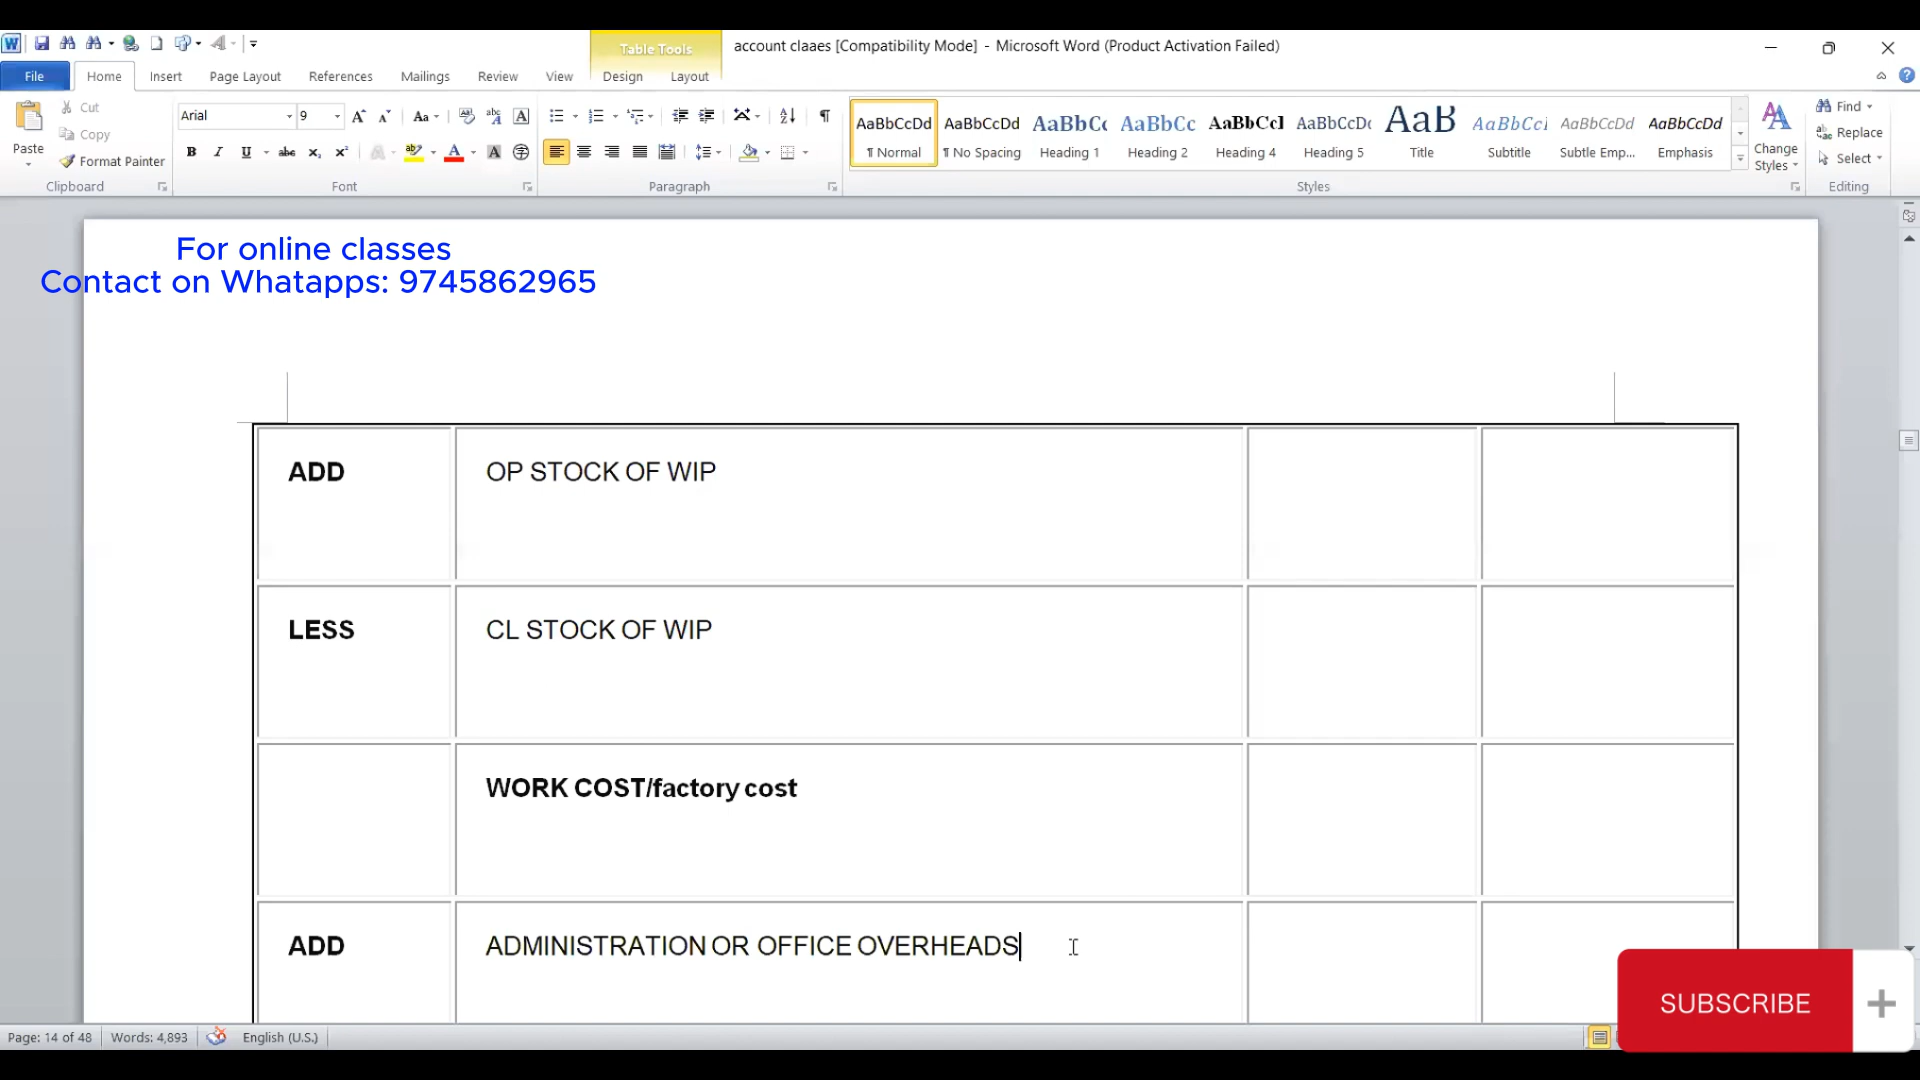 Table Tools
account claaes [Compatibility Mode] - Microsoft Word (Product Activation Failed)
File Home Insert Page Layout References Mailings Review View Design Layout
Paste
Cut
Copy
Format Painter
Clipboard
Arial 9
Font
Paragraph
AaBbCcDd AaBbCcDd AaBbCc AaBbCc AaBbCcI AaBbCcDc AaB AaBbCcI AaBbCcDd AaBbCcDd
¶ Normal ¶ No Spacing Heading 1 Heading 2 Heading 4 Heading 5 Title Subtitle Subtle Emp... Emphasis
Styles
Change
Styles
Find
Replace
Select
Editing
For online classes
Contact on Whatapps: 9745862965
ADD OP STOCK OF WIP
LESS CL STOCK OF WIP
WORK COST/factory cost
ADD ADMINISTRATION OR OFFICE OVERHEADS
SUBSCRIBE
Page: 14 of 48 Words: 4,893 English (U.S.)